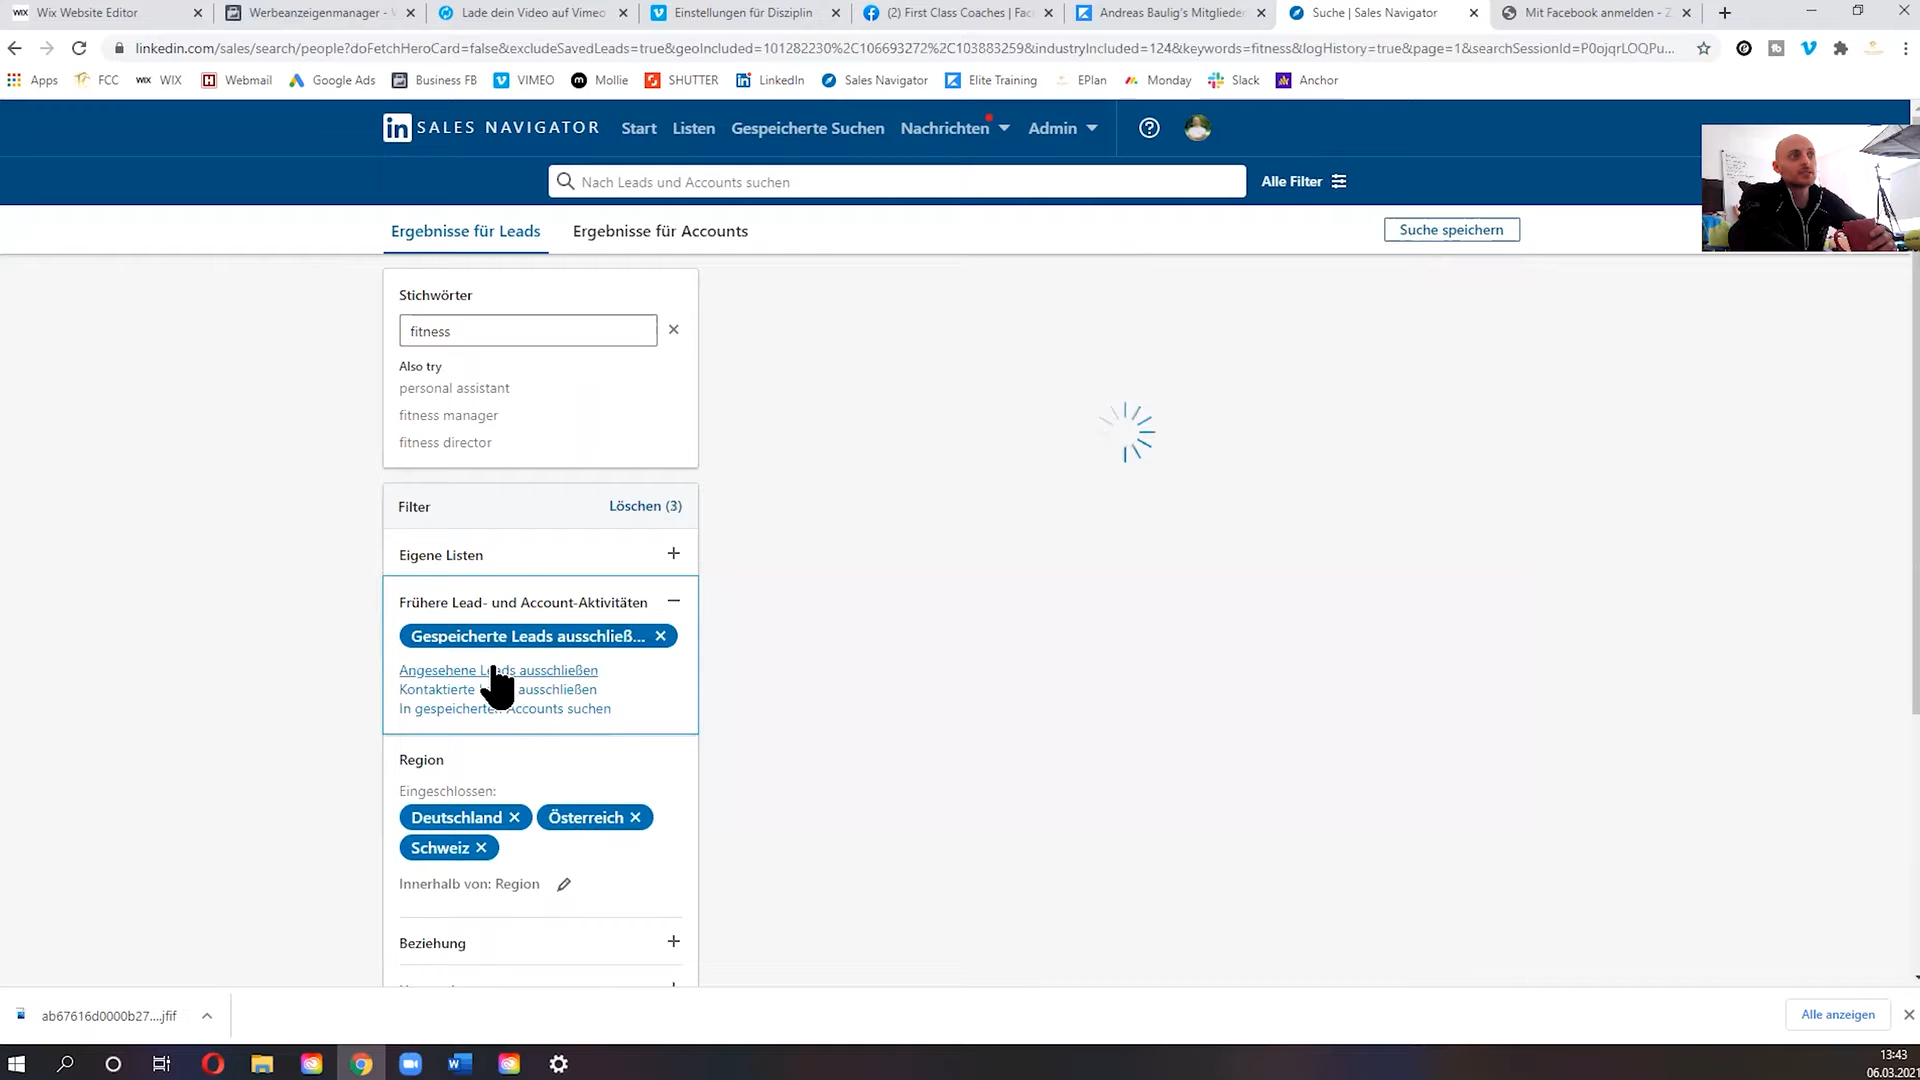 Wix Website Editor
Werbeanzeigenmanager - V
Lade dein Video auf Vimeo
Einstellungen für Disziplin
(2) First Class Coaches | Fac
Andreas Baulig's Mitglieder
Suche | Sales Navigator
Mit Facebook anmelden - Z
linkedin.com/sales/search/people?doFetchHeroCard=false&excludeSavedLeads=true&geoIncluded=101282230%2C106693272%2C103883259&industryIncluded=124&keywords=fitness&logHistory=true&page=1&searchSessionId=P0ojqrLOQPu...
Apps FCC WIX WIX Webmail Google Ads Business FB VIMEO Mollie SHUTTER LinkedIn Sales Navigator Elite Training EPlan Monday Slack Anchor
in SALES NAVIGATOR Start Listen Gespeicherte Suchen Nachrichten Admin
Nach Leads und Accounts suchen Alle Filter
Ergebnisse für Leads Ergebnisse für Accounts Suche speichern
Stichwörter
fitness
Also try
personal assistant
fitness manager
fitness director
Filter Löschen (3)
Eigene Listen
Frühere Lead- und Account-Aktivitäten
Gespeicherte Leads ausschließ...
Angesehene Leads ausschließen
Kontaktierte ausschließen
In gespeicherten Accounts suchen
Region
Eingeschlossen:
Deutschland Österreich
Schweiz
Innerhalb von: Region
Beziehung
ab67616d0000b27....jfif Alle anzeigen
13:43
06.03.2021